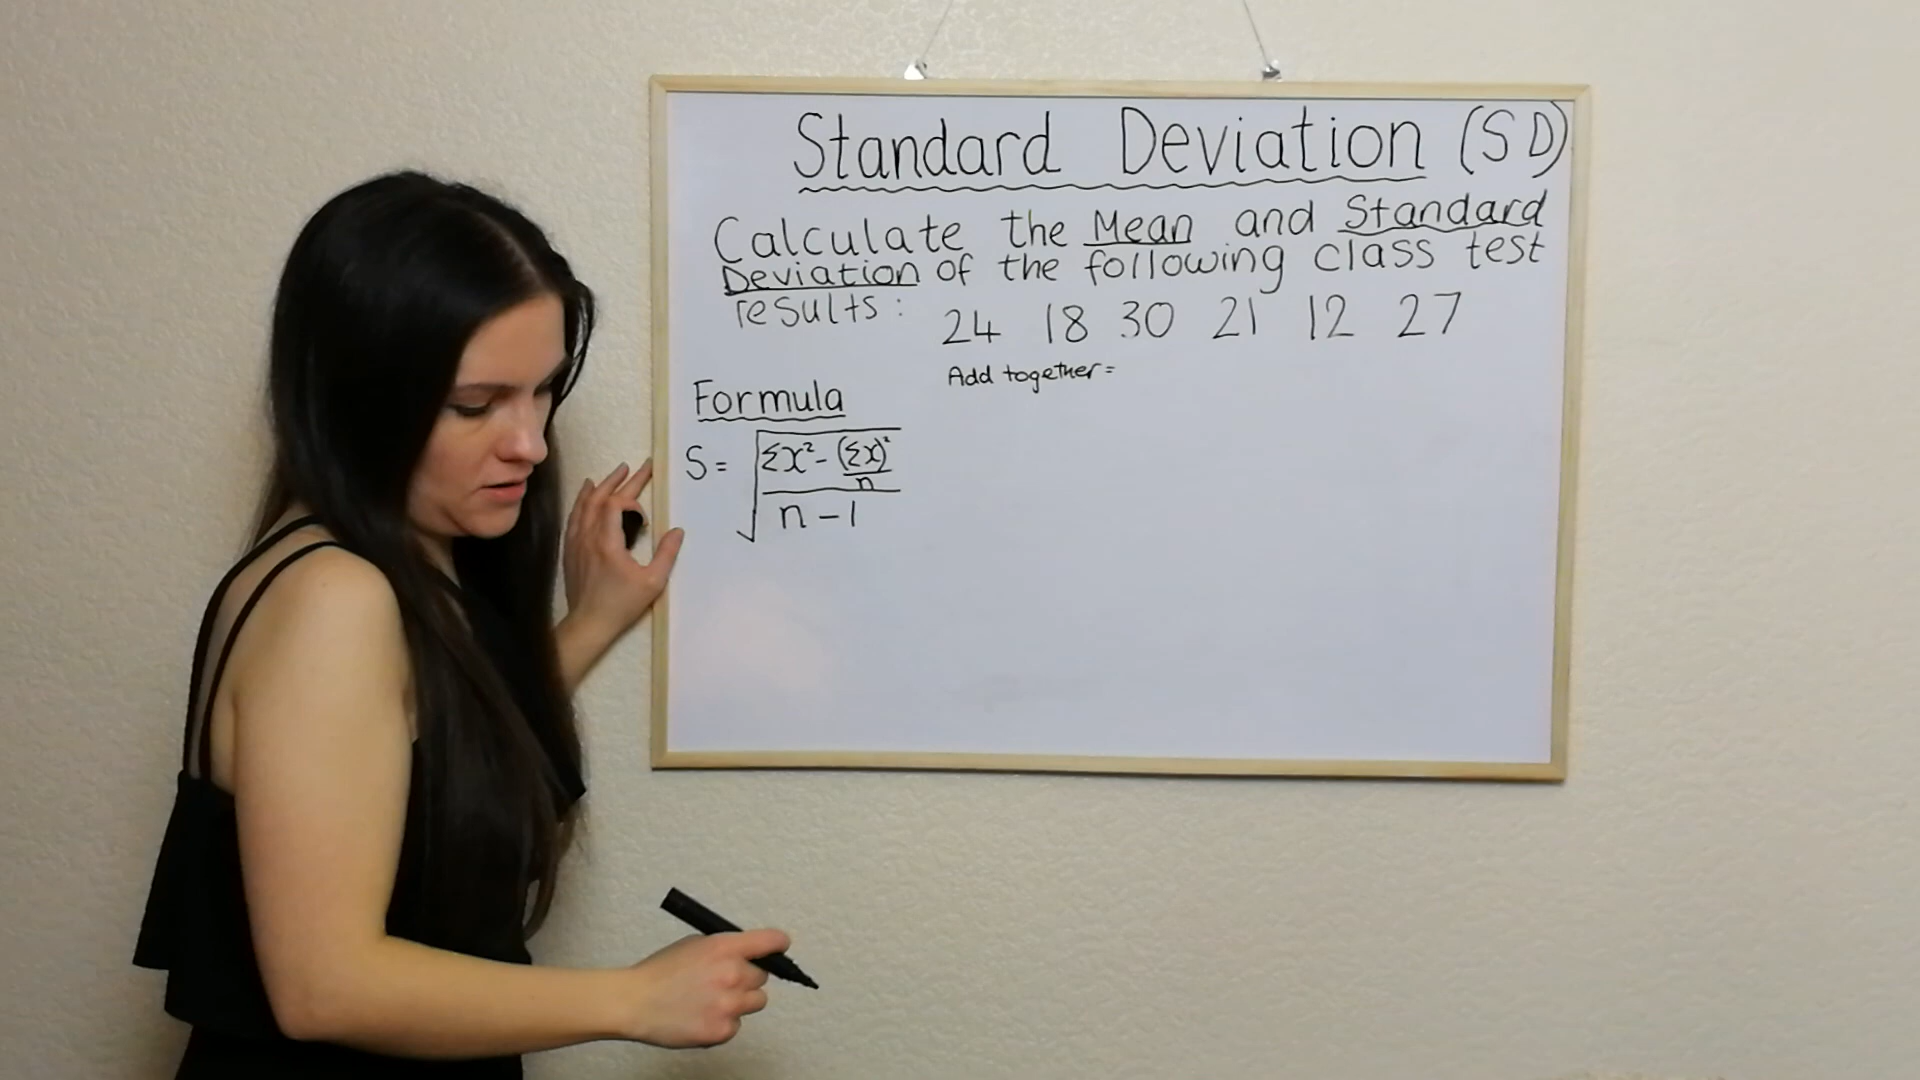 Standard Deviation (SD)
Calculate the Mean and Standard
Deviation of the following class test
results:
24 18 30 21 12 27
Add together=
Formula
S = √((Σx² - (Σx)²/n)/(n - 1))